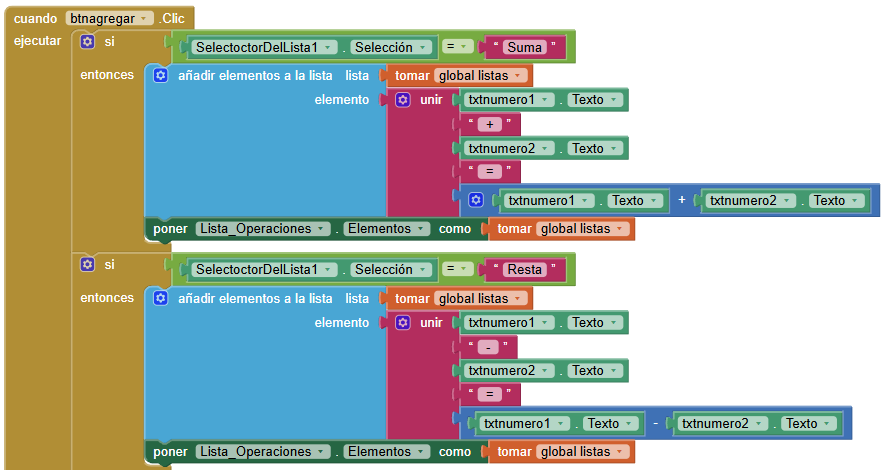 cuando btnagregar .Clic
ejecutar si SelectoctorDelLista1 . Selección = “ Suma ”
entonces añadir elementos a la lista lista tomar global listas
elemento unir txtnumero1 . Texto
“ + ”
txtnumero2 . Texto
“ = ”
txtnumero1 . Texto + txtnumero2 . Texto
poner Lista_Operaciones . Elementos como tomar global listas
si SelectoctorDelLista1 . Selección = “ Resta ”
entonces añadir elementos a la lista lista tomar global listas
elemento unir txtnumero1 . Texto
“ - ”
txtnumero2 . Texto
“ = ”
txtnumero1 . Texto - txtnumero2 . Texto
poner Lista_Operaciones . Elementos como tomar global listas